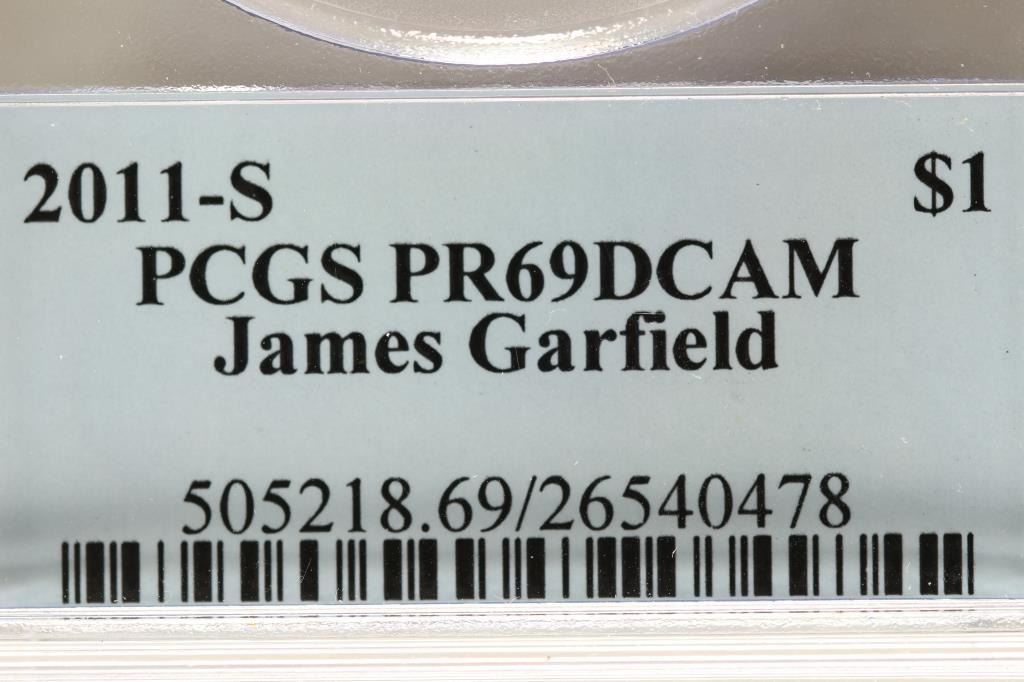 2011-S $1
PCGS PR69DCAM
James Garfield
505218.69/26540478